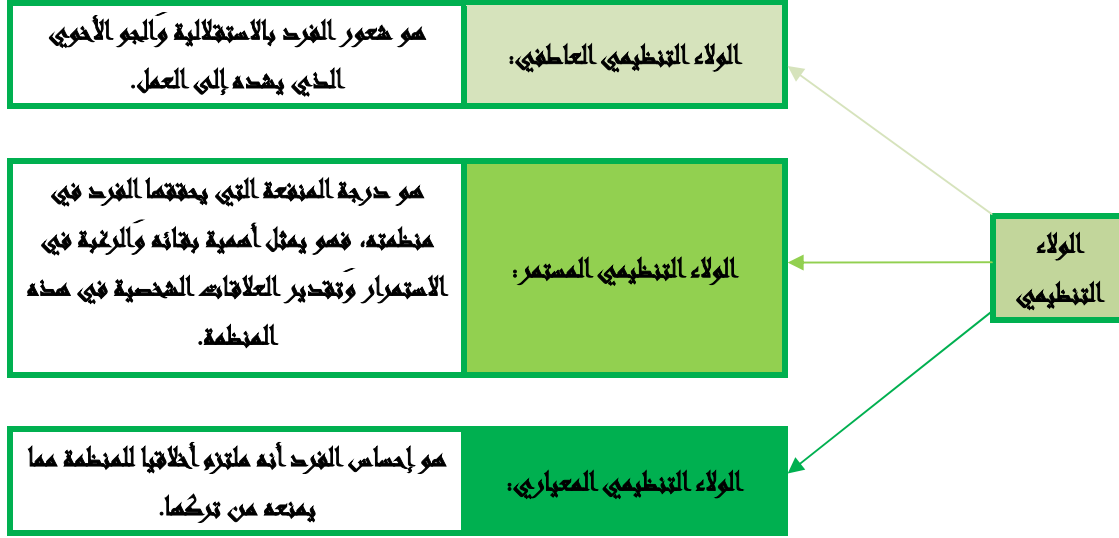 الولاء
التنظيمي
الولاء التنظيمي العاطفي:
هو شعور الفرد بالاستقلالية وَالجو الأخوي
الذي يشده إلى العمل.
الولاء التنظيمي المستمر:
هو درجة المنفعة التي يحققها الفرد في
منظمته، فهو يمثل أهمية بقائه وَالرغبة في
الاستمرار وَتقدير العلاقات الشخصية في هذه
المنظمة.
الولاء التنظيمي المعياري:
هو إحساس الفرد أنه ملتزم أخلاقيا للمنظمة مما
يمنعه من تركها.